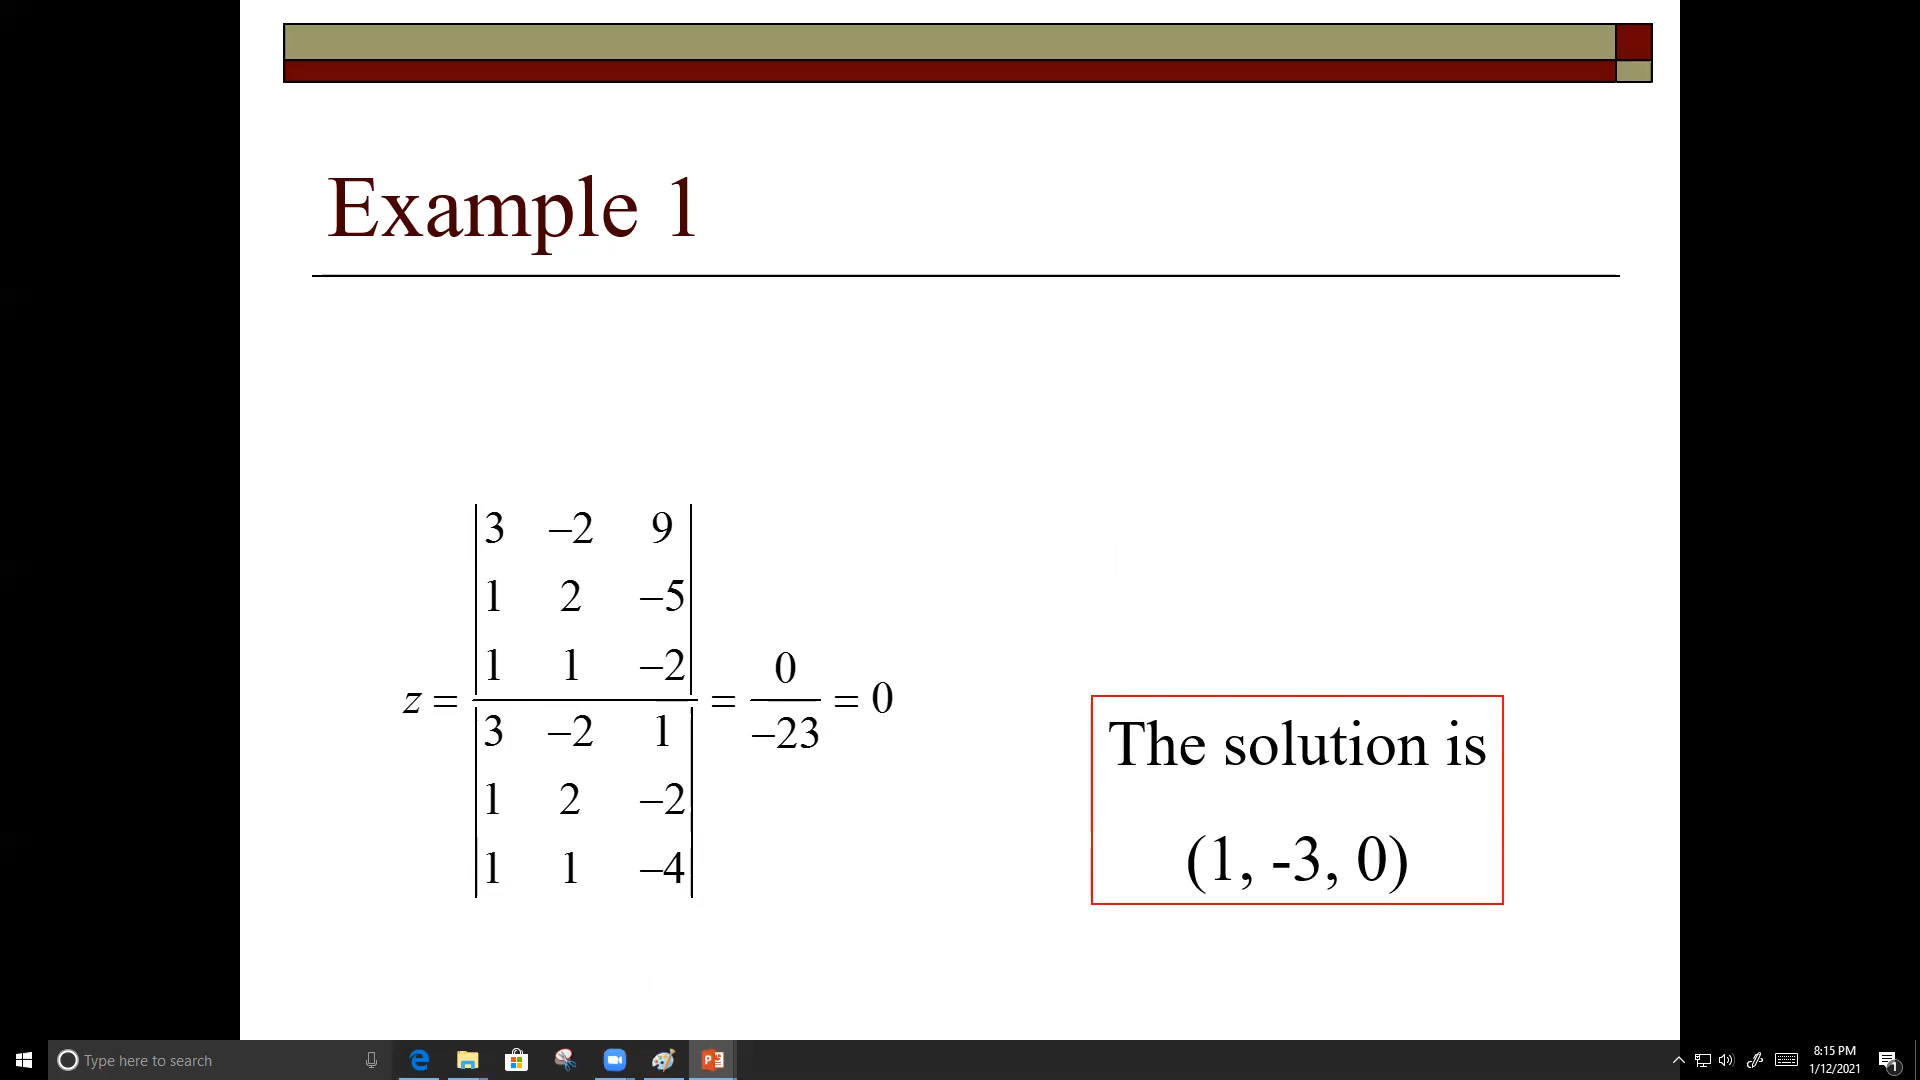 Example 1
3 −2 9
1 2 −5
1 1 −2
z = = 0 / −23 = 0
3 −2 1
1 2 −2
1 1 −4
The solution is
(1, -3, 0)
Type here to search
8:15 PM
1/12/2021
1